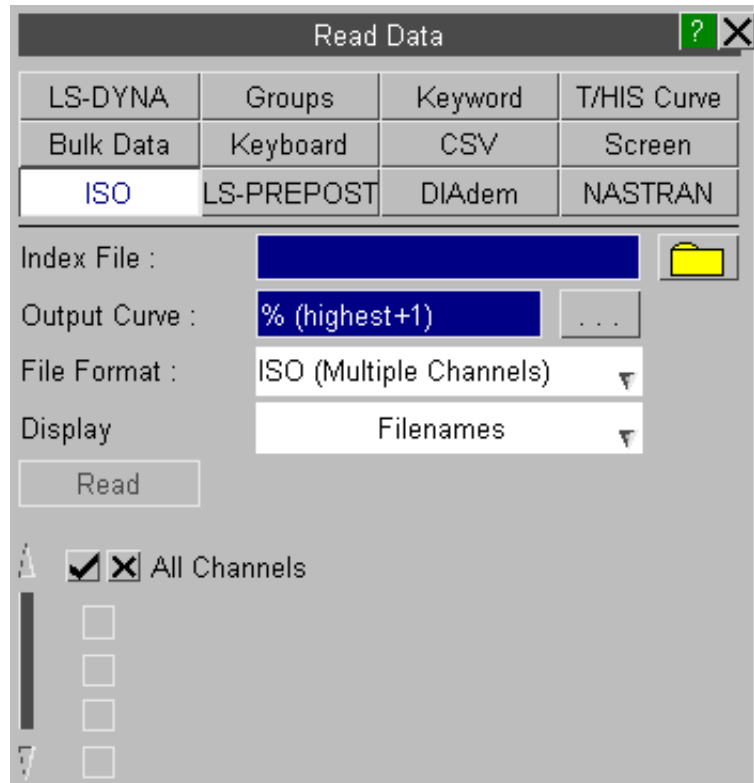 Read Data ?
LS-DYNA Groups Keyword T/HIS Curve
Bulk Data Keyboard CSV Screen
ISO LS-PREPOST DIAdem NASTRAN
Index File :
Output Curve : % (highest+1) . . .
File Format : ISO (Multiple Channels)
Display Filenames
Read
All Channels